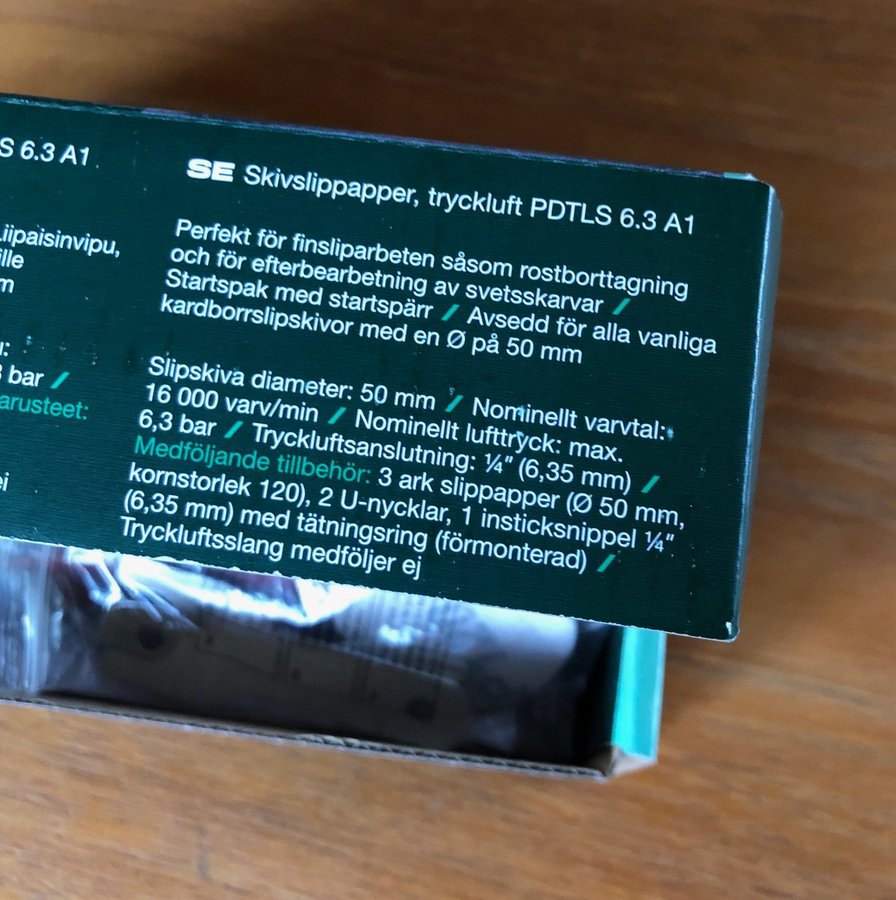 S 6.3 A1
Liipaisinvipu,
bar /
arusteet:
SE Skivslippapper, tryckluft PDTLS 6.3 A1
Perfekt för finsliparbeten såsom rostborttagning
och för efterbearbetning av svetsskarvar /
Startspak med startspärr / Avsedd för alla vanliga
kardborrslipskivor med en Ø på 50 mm
Slipskiva diameter: 50 mm / Nominellt varvtal:
16 000 varv/min / Nominellt lufttryck: max.
6,3 bar / Tryckluftsanslutning: ¼" (6,35 mm) /
Medföljande tillbehör: 3 ark slippapper (Ø 50 mm,
kornstorlek 120), 2 U-nycklar, 1 insticksnippel ¼"
(6,35 mm) med tätningsring (förmonterad) /
Tryckluftsslang medföljer ej